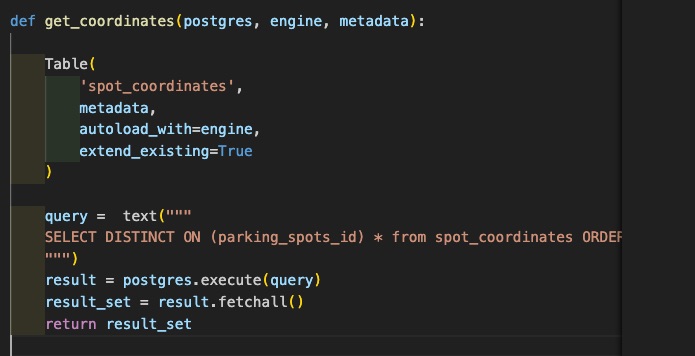 def get_coordinates(postgres, engine, metadata):
Table(
'spot_coordinates',
metadata,
autoload_with=engine,
extend_existing=True
)
query =  text("""
SELECT DISTINCT ON (parking_spots_id) * from spot_coordinates ORDER
""")
result = postgres.execute(query)
result_set = result.fetchall()
return result_set